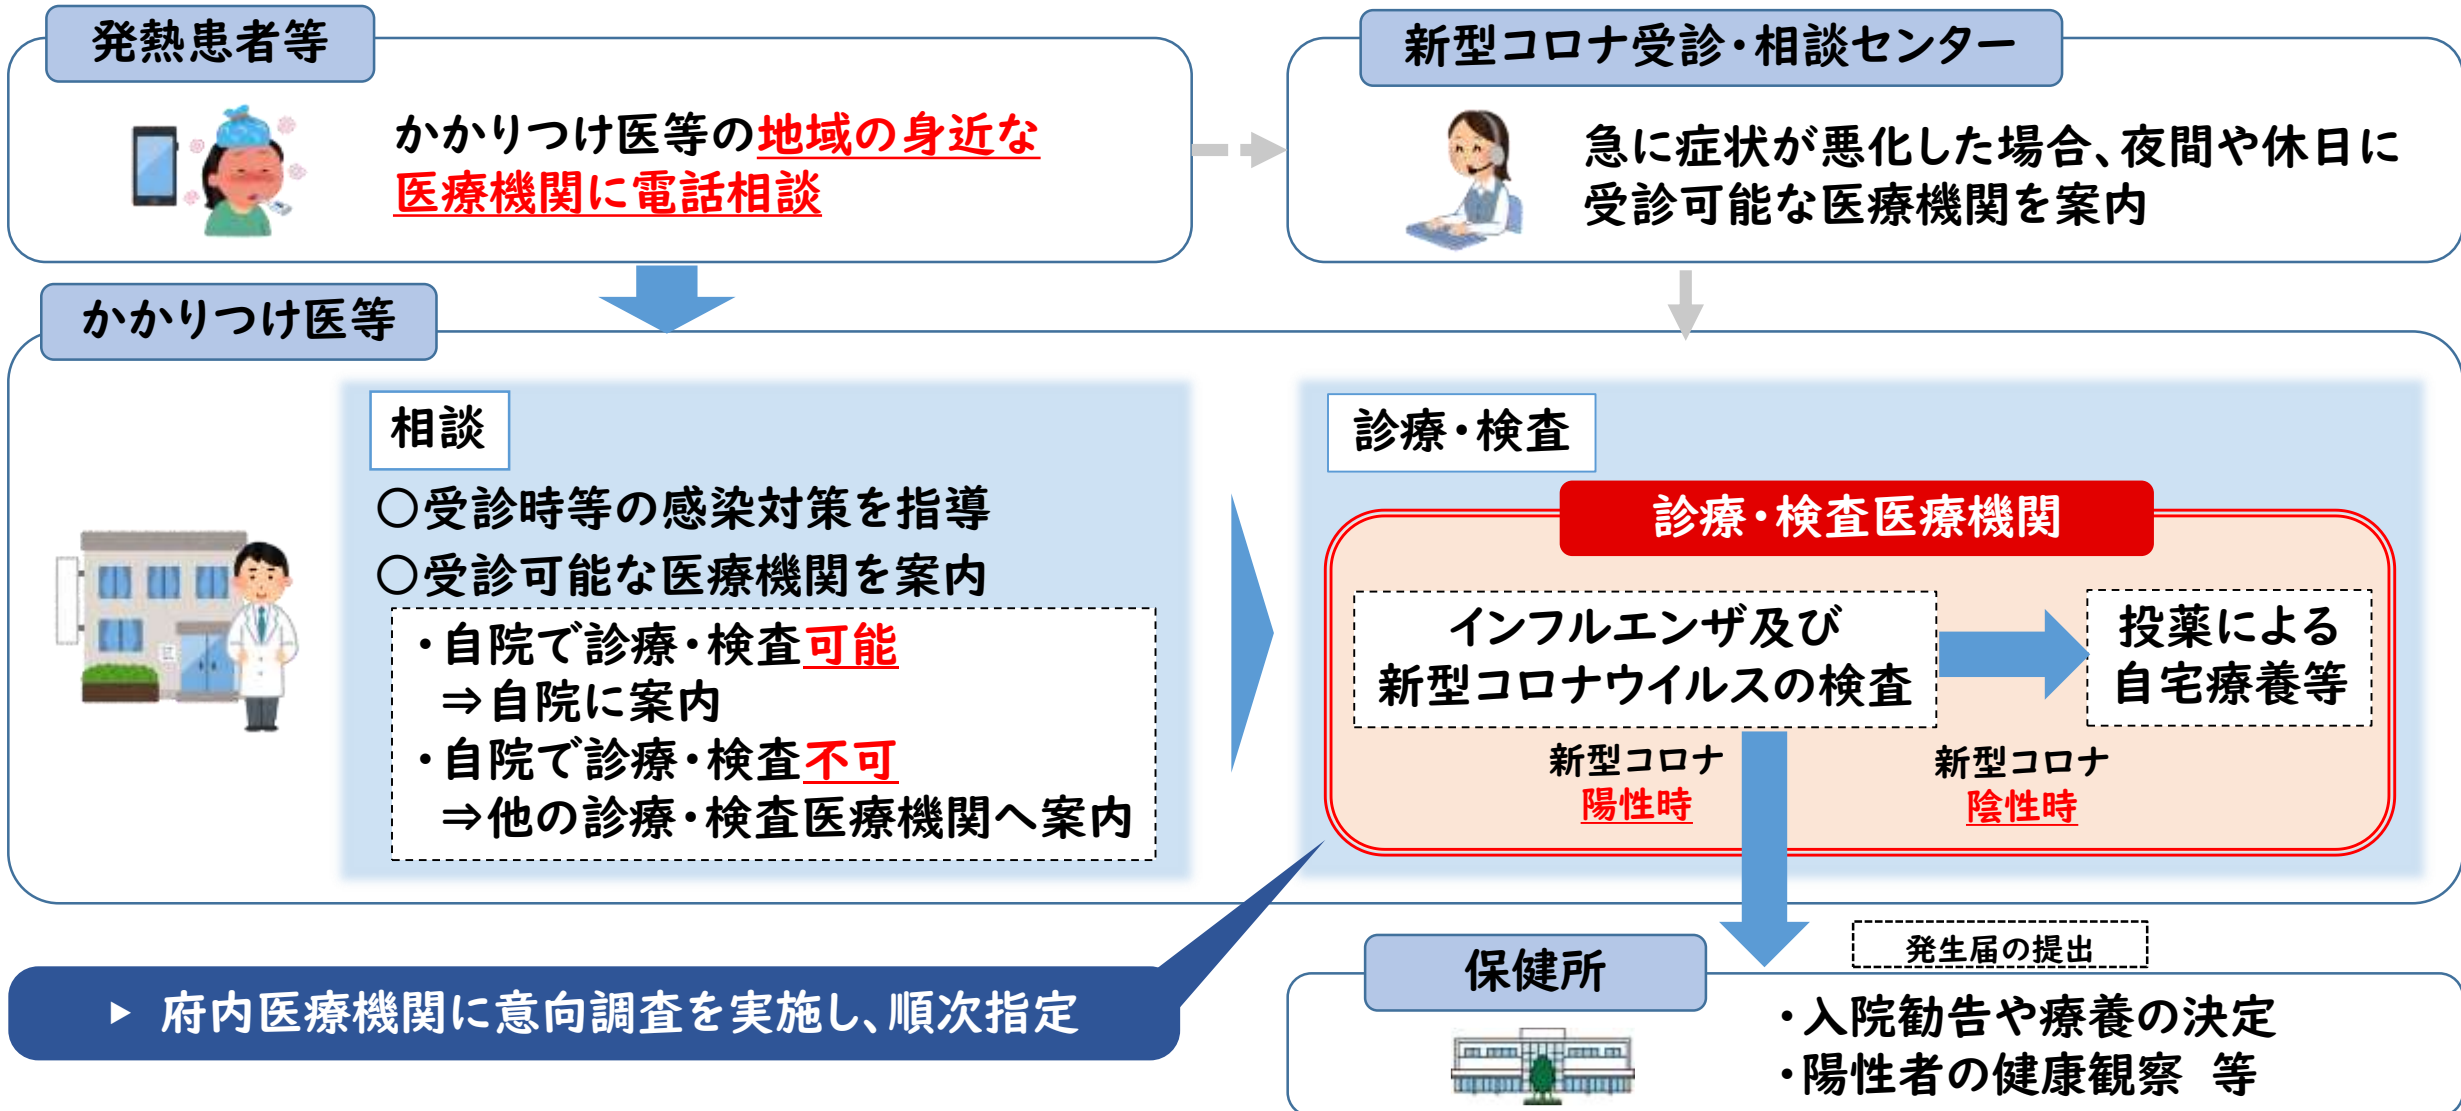 発熱患者等
かかりつけ医等の地域の身近な
医療機関に電話相談
新型コロナ受診・相談センター
急に症状が悪化した場合、夜間や休日に
受診可能な医療機関を案内
かかりつけ医等
相談
○受診時等の感染対策を指導
○受診可能な医療機関を案内
・自院で診療・検査可能
⇒自院に案内
・自院で診療・検査不可
⇒他の診療・検査医療機関へ案内
診療・検査
診療・検査医療機関
インフルエンザ及び
新型コロナウイルスの検査
投薬による
自宅療養等
新型コロナ
陽性時
新型コロナ
陰性時
▶ 府内医療機関に意向調査を実施し、順次指定
保健所
発生届の提出
・入院勧告や療養の決定
・陽性者の健康観察 等